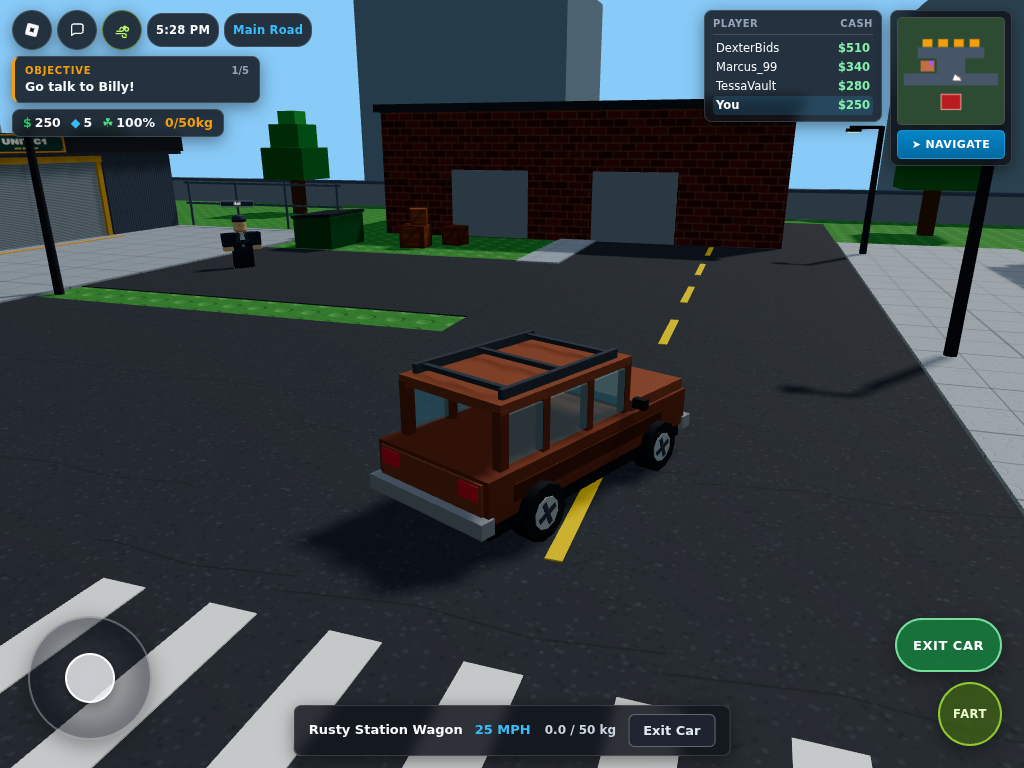 5:28 PM
Main Road
OBJECTIVE 1/5
Go talk to Billy!
$ 250 5 100% 0/50kg
PLAYER CASH
DexterBids $510
Marcus_99 $340
TessaVault $280
You $250
NAVIGATE
EXIT CAR
FART
Rusty Station Wagon 25 MPH 0.0 / 50 kg Exit Car